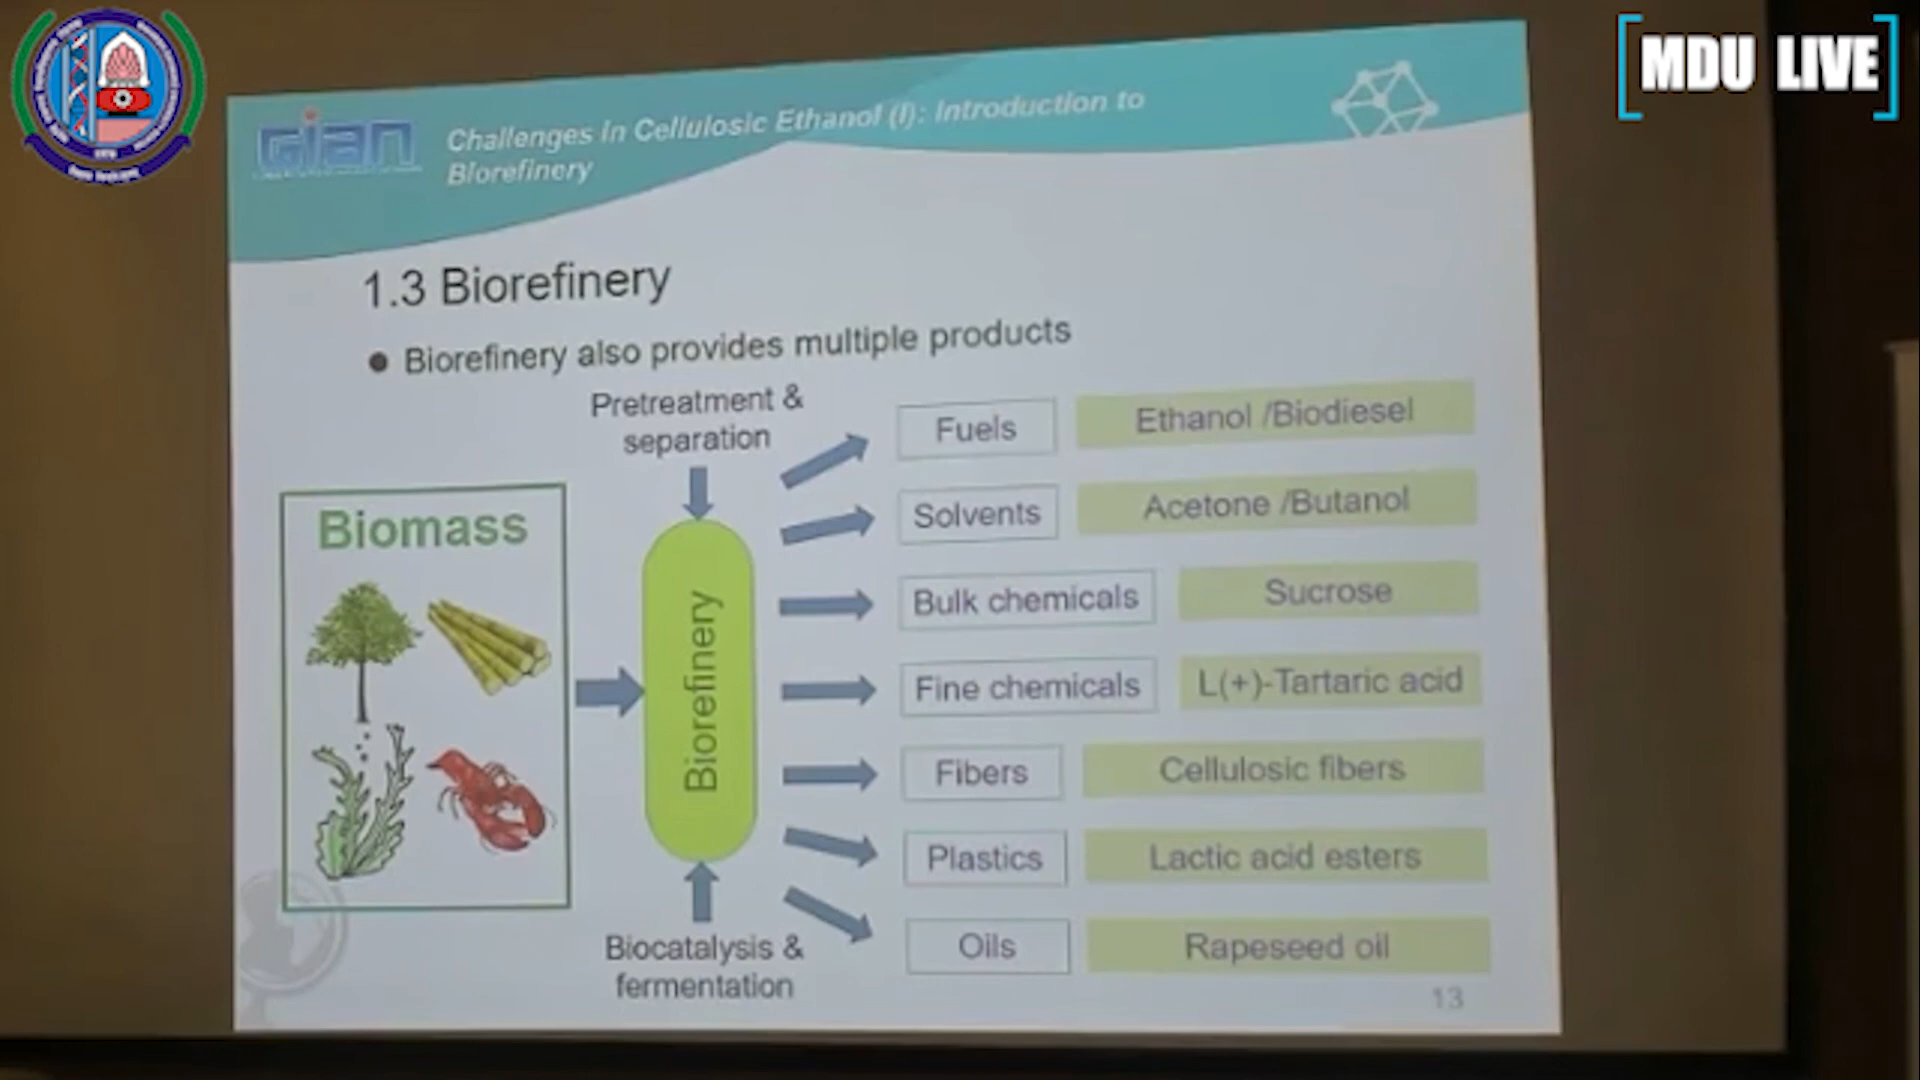 MDU LIVE
GIAN
Challenges in Cellulosic Ethanol (I): Introduction to
Biorefinery
1.3 Biorefinery
● Biorefinery also provides multiple products
Pretreatment &
separation
Biomass
Biorefinery
Biocatalysis &
fermentation
Fuels Ethanol /Biodiesel
Solvents Acetone /Butanol
Bulk chemicals Sucrose
Fine chemicals L(+)-Tartaric acid
Fibers Cellulosic fibers
Plastics Lactic acid esters
Oils Rapeseed oil
13